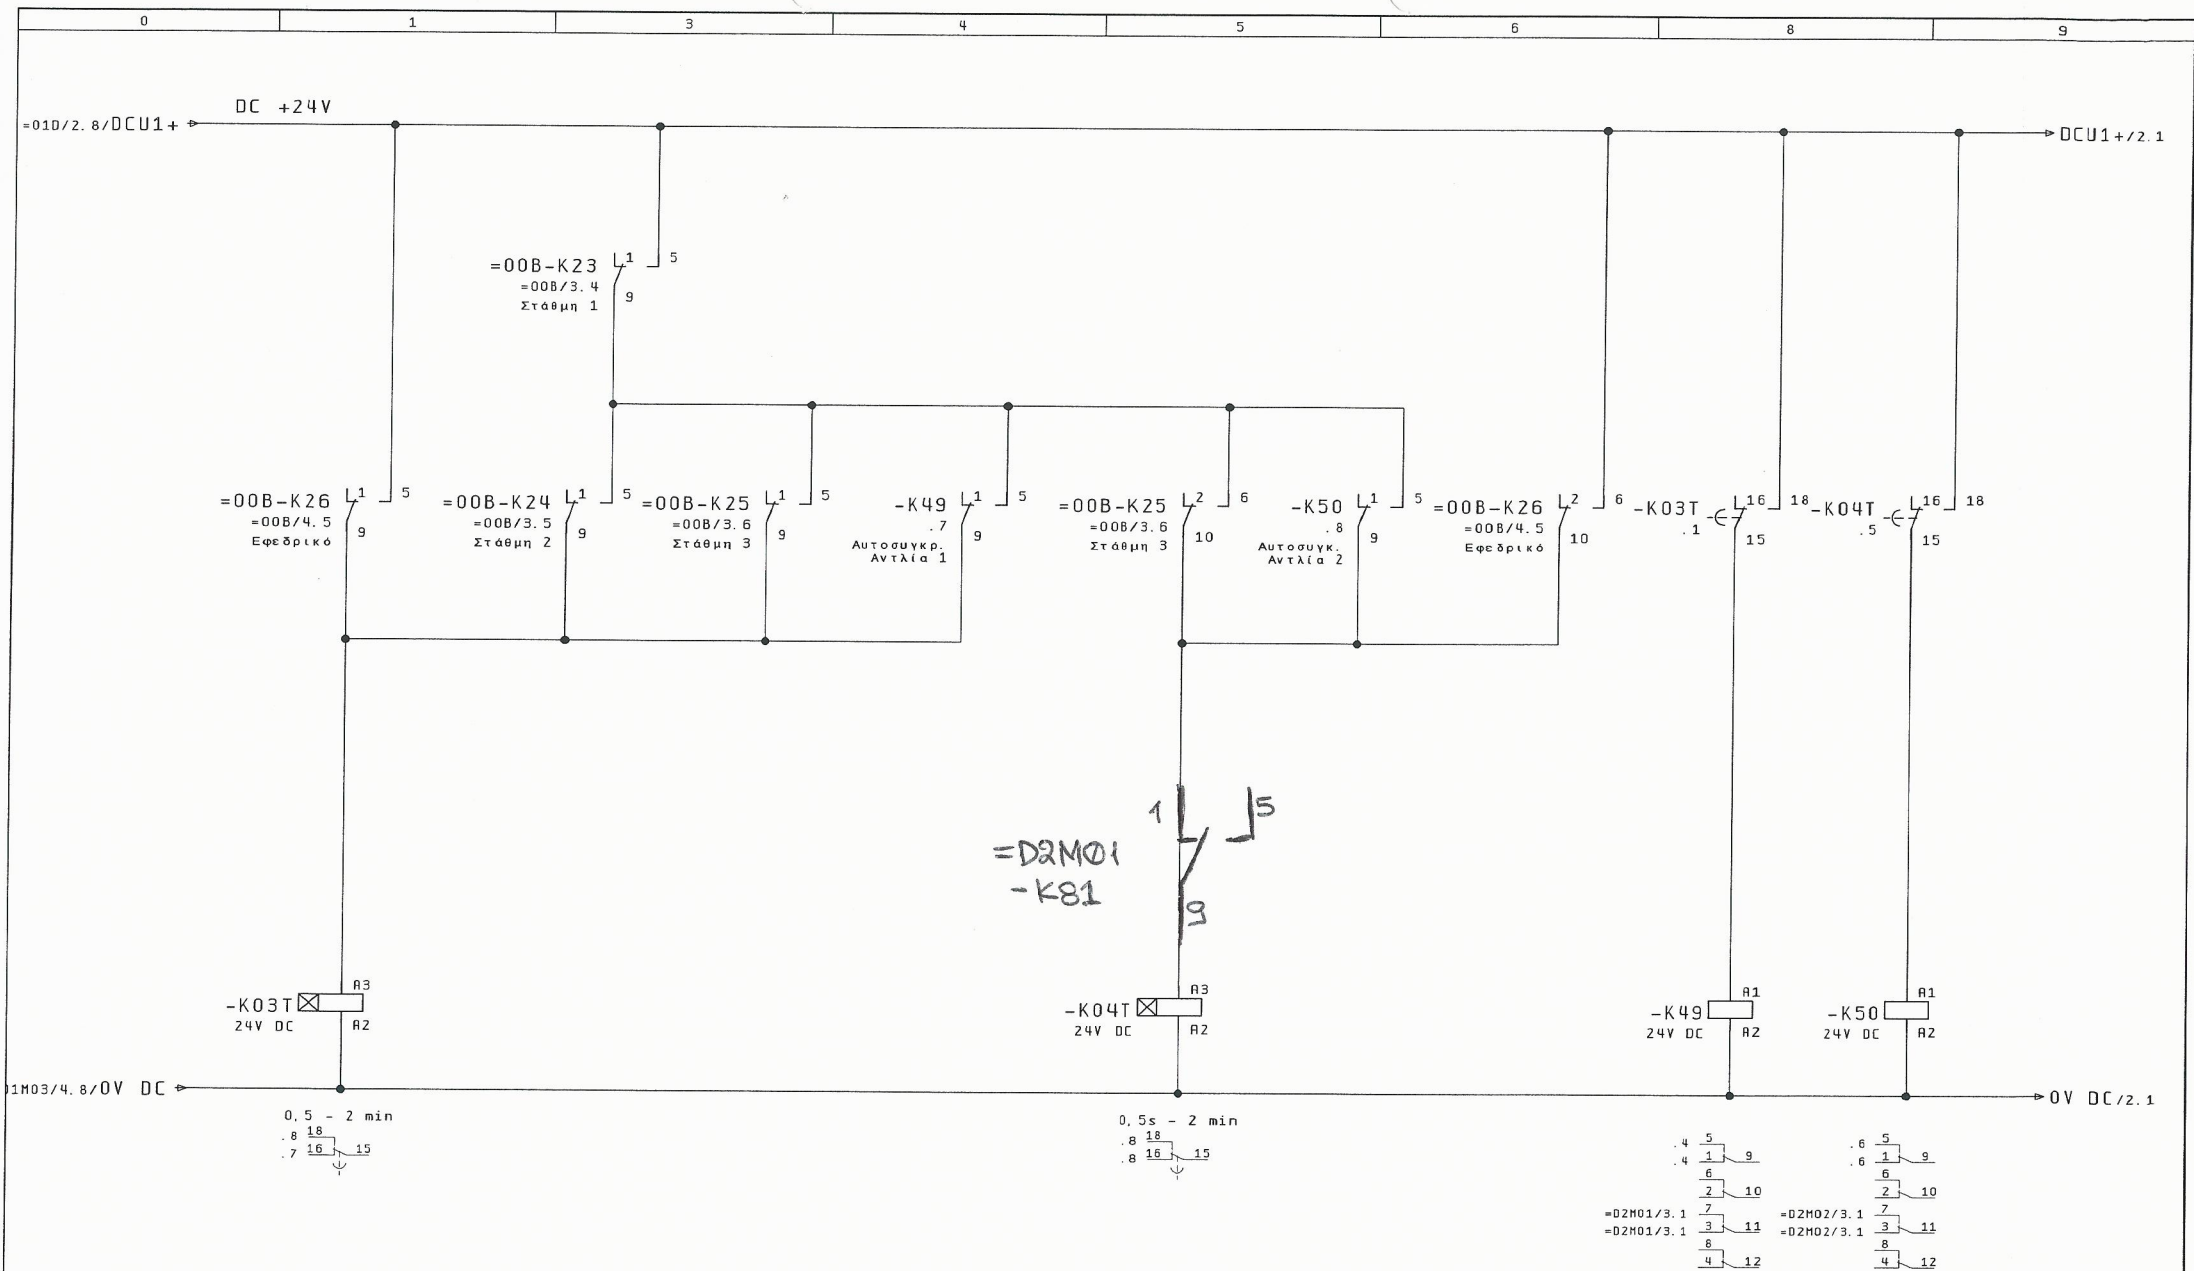 0 1 3 4 5 6 8 9
DC +24V
=01D/2.8/DCU1+
DCU1+/2.1
=00B-K23 1 5
=00B/3.4 9
Στάθμη 1
=00B-K26 1 5
=00B/4.5
Εφεδρικό 9
=00B-K24 1 5
=00B/3.5
Στάθμη 2 9
=00B-K25 1 5
=00B/3.6
Στάθμη 3 9
-K49 1 5
.7
Αυτοσυγκρ. 9
Αντλία 1
=00B-K25 2 6
=00B/3.6
Στάθμη 3 10
-K50 1 5
.8
Αυτοσυγκ. 9
Αντλία 2
=00B-K26 2 6
=00B/4.5
Εφεδρικό 10
-K03T 16 18
.1 15
-K04T 16 18
.5 15
1 5
=D2M01
-K81
9
-K03T A3
24V DC A2
-K04T A3
24V DC A2
-K49 A1
24V DC A2
-K50 A1
24V DC A2
1M03/4.8/0V DC
0V DC/2.1
0,5 - 2 min
.8 18
.7 16 15
0,5s - 2 min
.8 18
.8 16 15
.4 5
.4 1 9
6
2 10
=D2M01/3.1 7
=D2M01/3.1 3 11
8
4 12
.6 5
.6 1 9
6
2 10
=D2M02/3.1 7
=D2M02/3.1 3 11
8
4 12